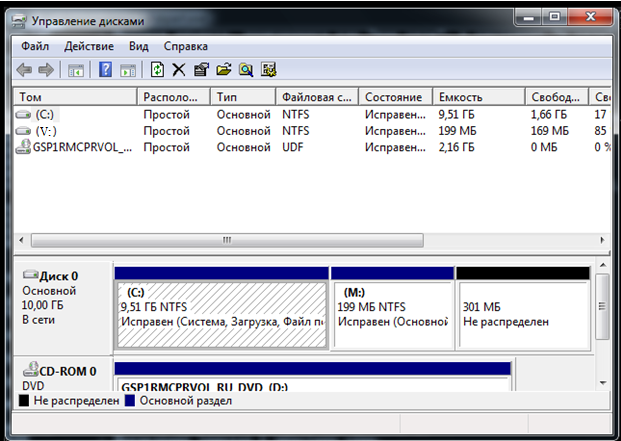 Управление дисками
Файл Действие Вид Справка
Том Располо... Тип Файловая с... Состояние Емкость Свобод... Св
(C:) Простой Основной NTFS Исправен... 9,51 ГБ 1,66 ГБ 17
(V:) Простой Основной NTFS Исправен... 199 МБ 169 МБ 85
GSP1RMCPRVOL_... Простой Основной UDF Исправен... 2,16 ГБ 0 МБ 0 %
Диск 0
Основной
10,00 ГБ
В сети
(C:)
9,51 ГБ NTFS
Исправен (Система, Загрузка, Файл п
(M:)
199 МБ NTFS
Исправен (Основной
301 МБ
Не распределен
CD-ROM 0
DVD
GSP1RMCPRVOL_RU_DVD (D:)
Не распределен Основной раздел